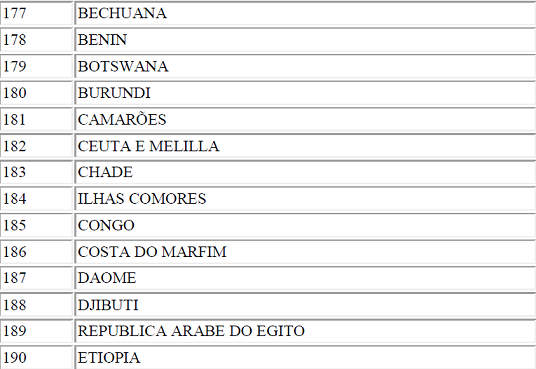 177 BECHUANA
178 BENIN
179 BOTSWANA
180 BURUNDI
181 CAMARÕES
182 CEUTA E MELILLA
183 CHADE
184 ILHAS COMORES
185 CONGO
186 COSTA DO MARFIM
187 DAOME
188 DJIBUTI
189 REPUBLICA ARABE DO EGITO
190 ETIOPIA